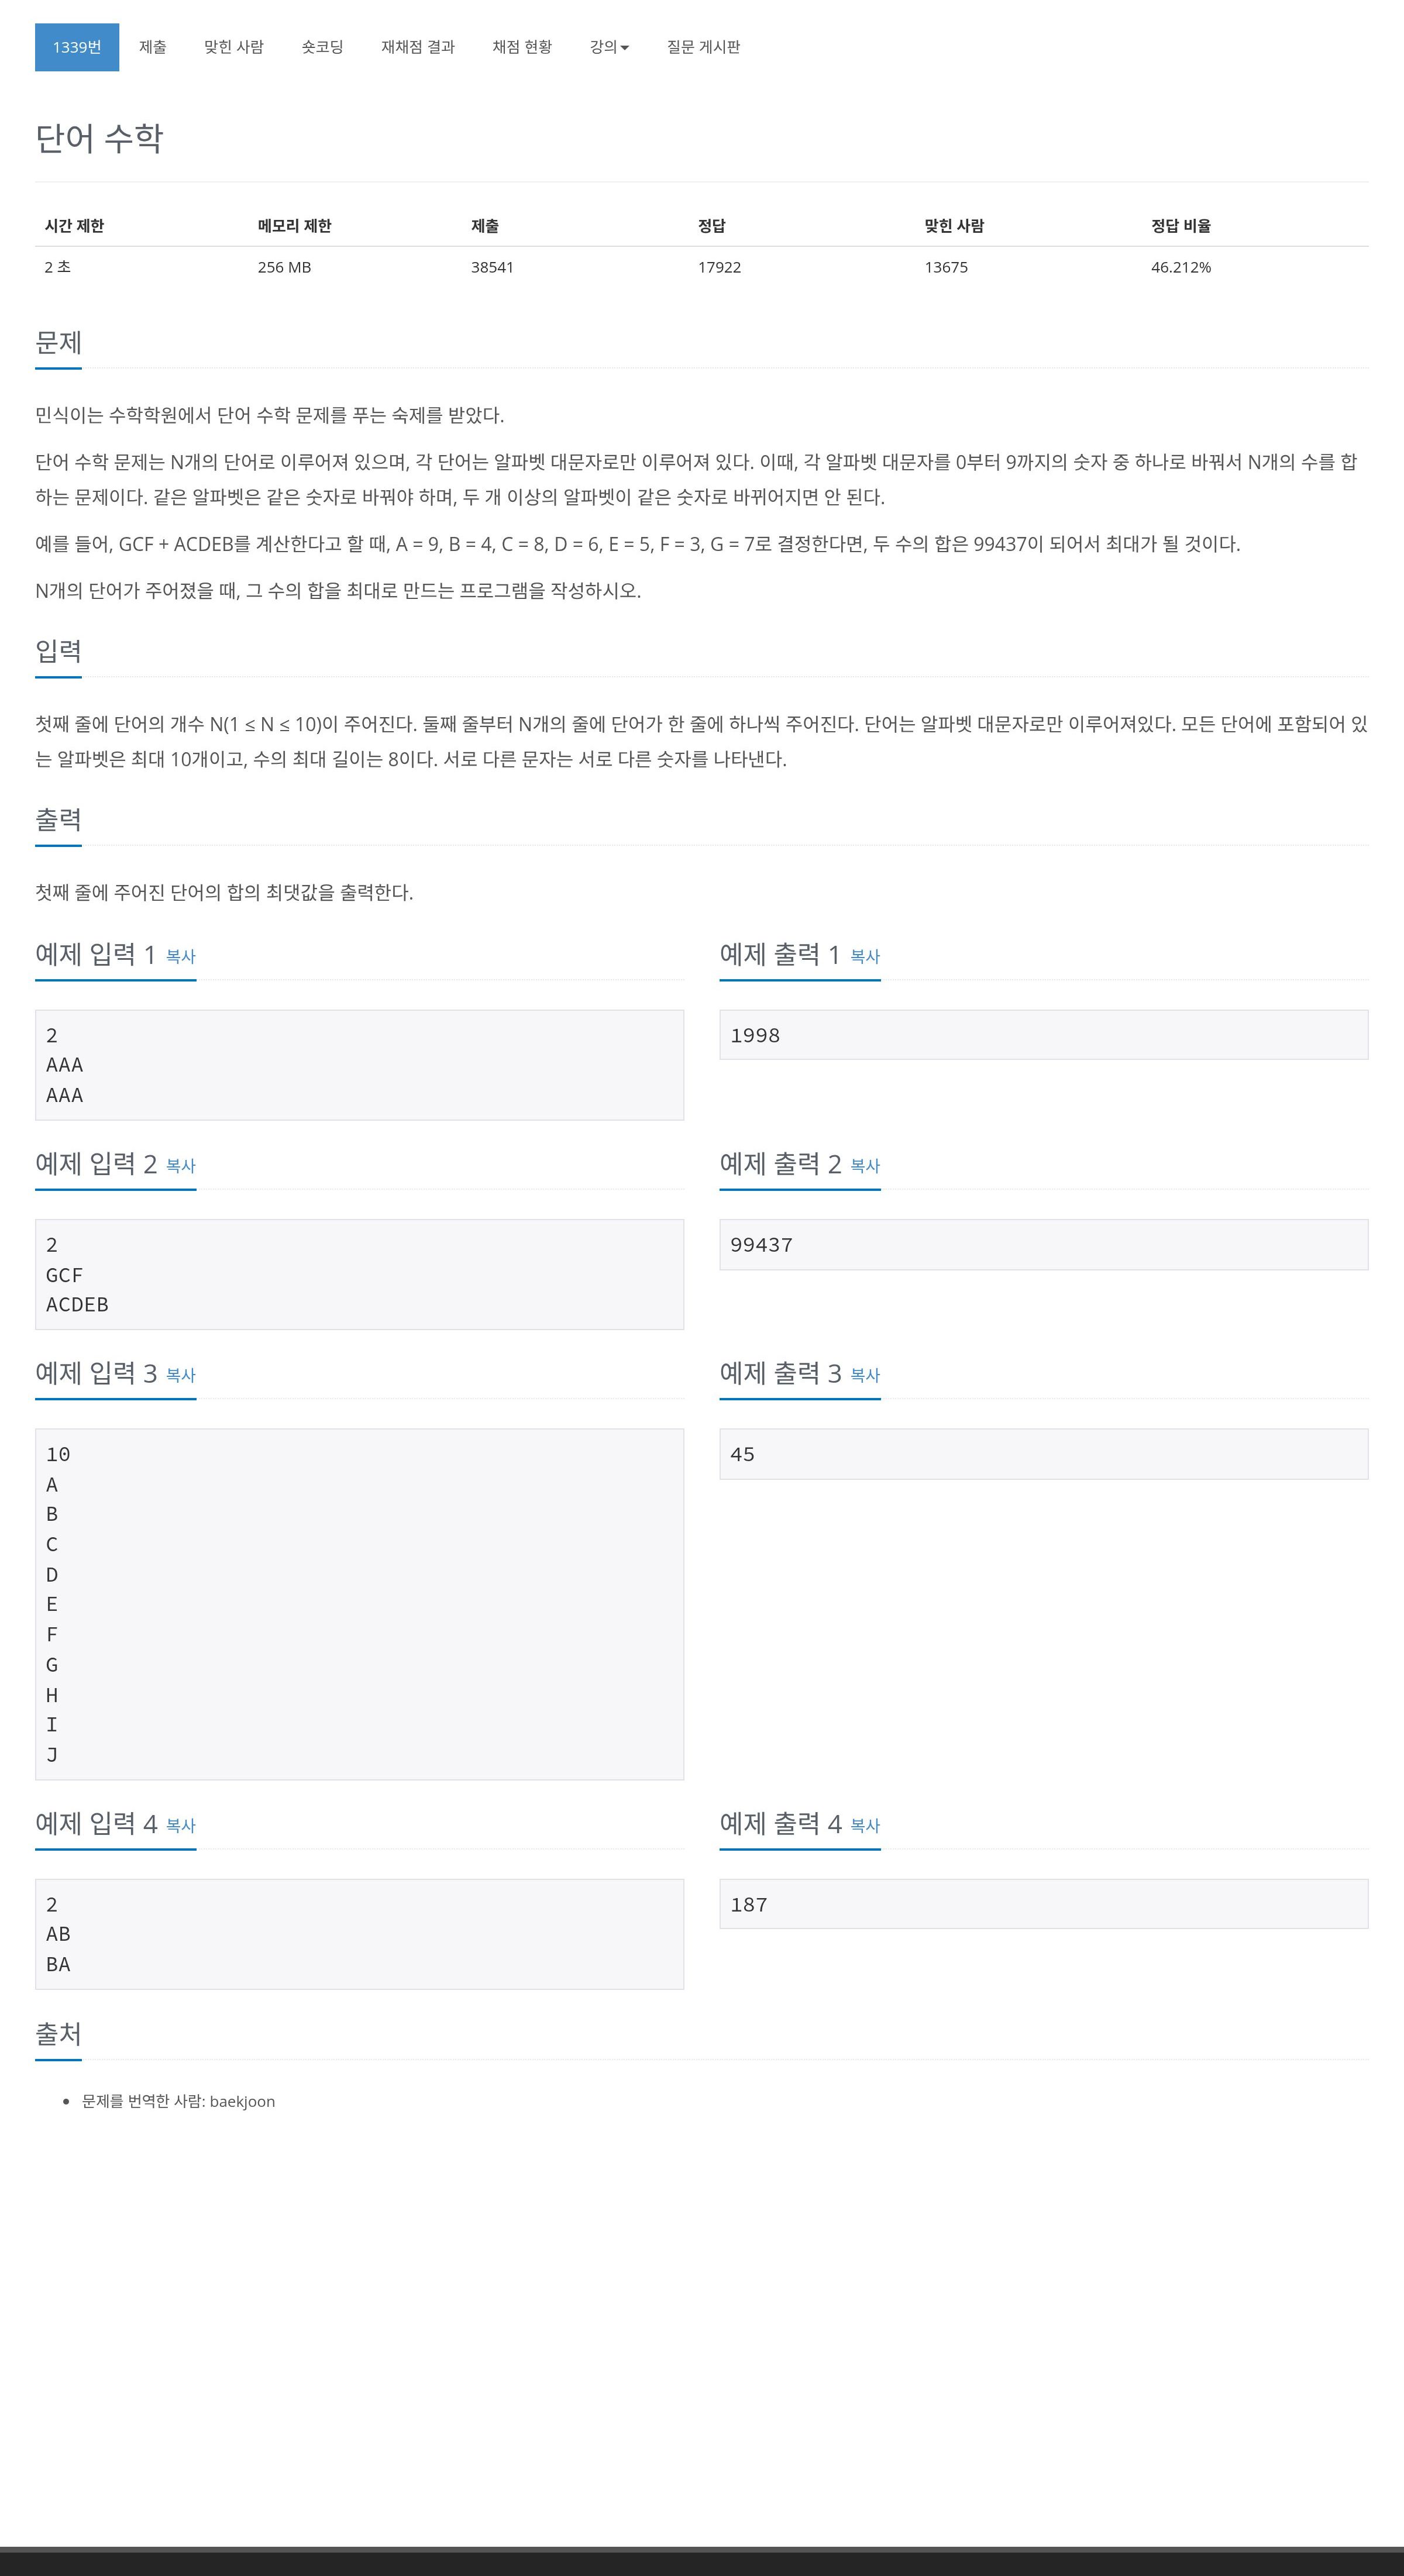 1339번 제출 맞힌 사람 숏코딩 재채점 결과 채점 현황 강의 질문 게시판
단어 수학
시간 제한 메모리 제한 제출 정답 맞힌 사람 정답 비율
2 초 256 MB 38541 17922 13675 46.212%
문제
민식이는 수학학원에서 단어 수학 문제를 푸는 숙제를 받았다.
단어 수학 문제는 N개의 단어로 이루어져 있으며, 각 단어는 알파벳 대문자로만 이루어져 있다. 이때, 각 알파벳 대문자를 0부터 9까지의 숫자 중 하나로 바꿔서 N개의 수를 합
하는 문제이다. 같은 알파벳은 같은 숫자로 바꿔야 하며, 두 개 이상의 알파벳이 같은 숫자로 바뀌어지면 안 된다.
예를 들어, GCF + ACDEB를 계산한다고 할 때, A = 9, B = 4, C = 8, D = 6, E = 5, F = 3, G = 7로 결정한다면, 두 수의 합은 99437이 되어서 최대가 될 것이다.
N개의 단어가 주어졌을 때, 그 수의 합을 최대로 만드는 프로그램을 작성하시오.
입력
첫째 줄에 단어의 개수 N(1 ≤ N ≤ 10)이 주어진다. 둘째 줄부터 N개의 줄에 단어가 한 줄에 하나씩 주어진다. 단어는 알파벳 대문자로만 이루어져있다. 모든 단어에 포함되어 있
는 알파벳은 최대 10개이고, 수의 최대 길이는 8이다. 서로 다른 문자는 서로 다른 숫자를 나타낸다.
출력
첫째 줄에 주어진 단어의 합의 최댓값을 출력한다.
예제 입력 1 복사
2
AAA
AAA
예제 출력 1 복사
1998
예제 입력 2 복사
2
GCF
ACDEB
예제 출력 2 복사
99437
예제 입력 3 복사
10
A
B
C
D
E
F
G
H
I
J
예제 출력 3 복사
45
예제 입력 4 복사
2
AB
BA
예제 출력 4 복사
187
출처
문제를 번역한 사람: baekjoon